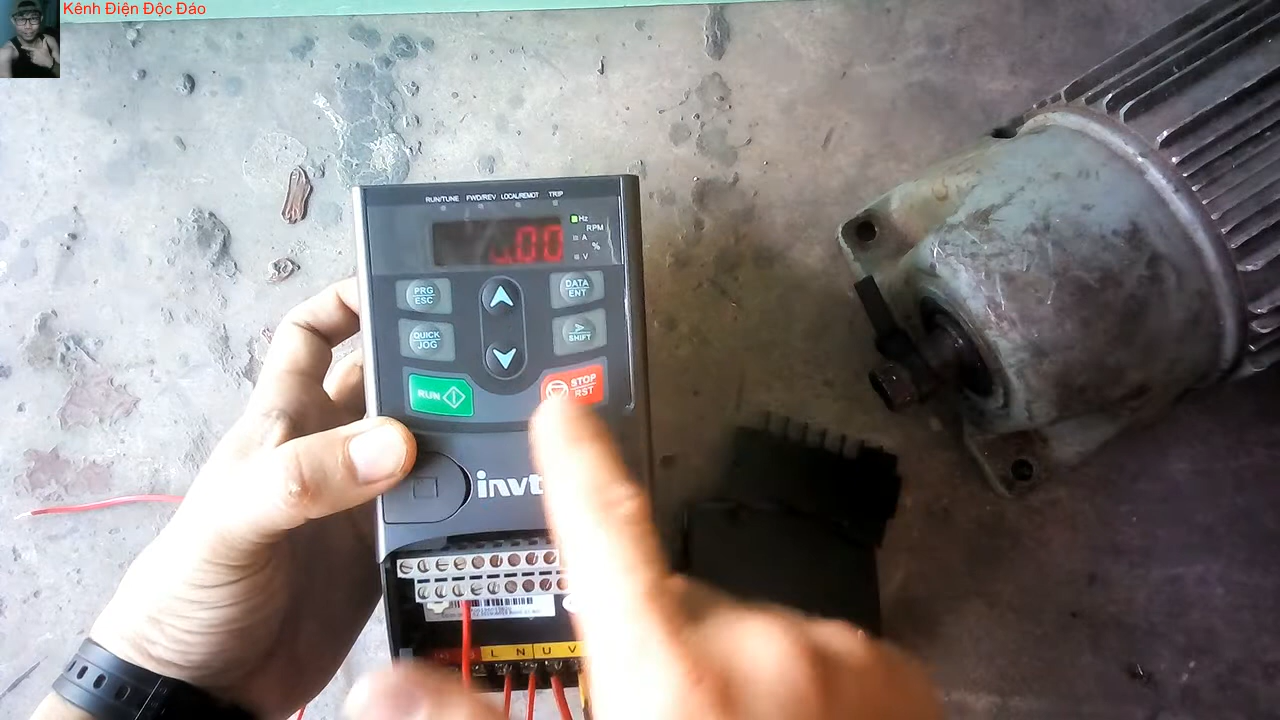 Kênh Điện Độc Đáo
RUN/TUNE FWD/REV LOCAL/REMOT TRIP
Hz
RPM
A
%
V
.00
PRG
ESC
DATA
ENT
QUICK
JOG
SHIFT
RUN
STOP
RST
invt
L N U V